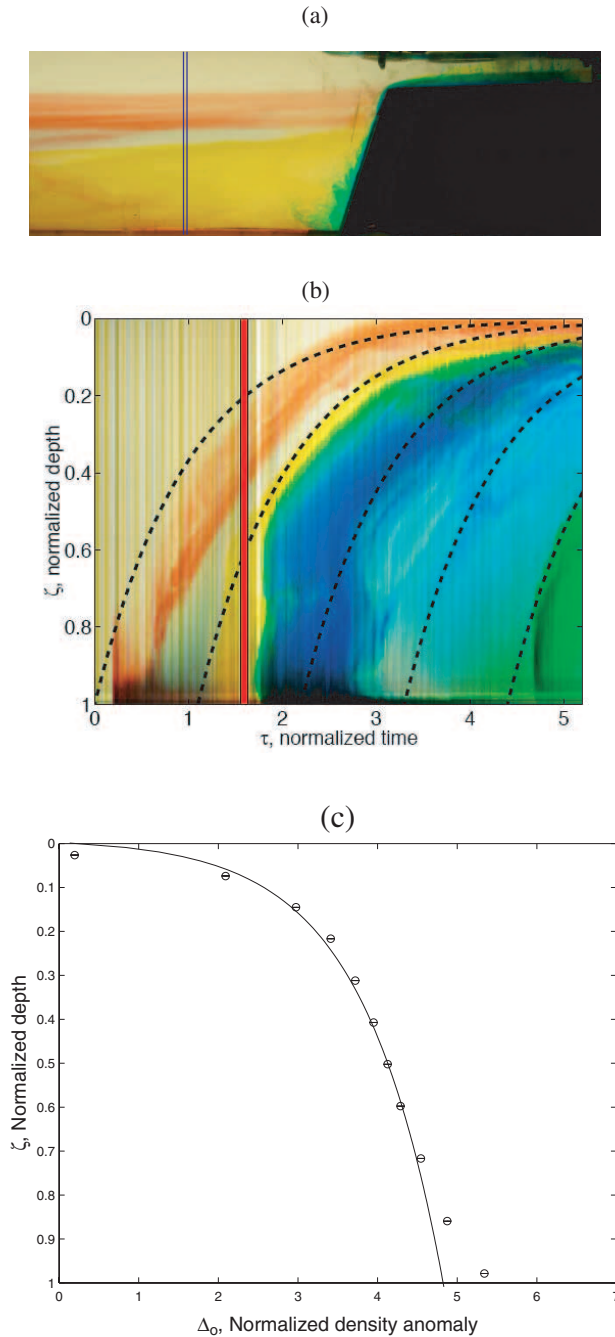 (a)
(b)
0
0.2
0.4
0.6
0.8
1
ζ, normalized depth
0 1 2 3 4 5
τ, normalized time
(c)
0
0.1
0.2
0.3
0.4
0.5
0.6
0.7
0.8
0.9
1
ζ, Normalized depth
0 1 2 3 4 5 6 7
Δo, Normalized density anomaly